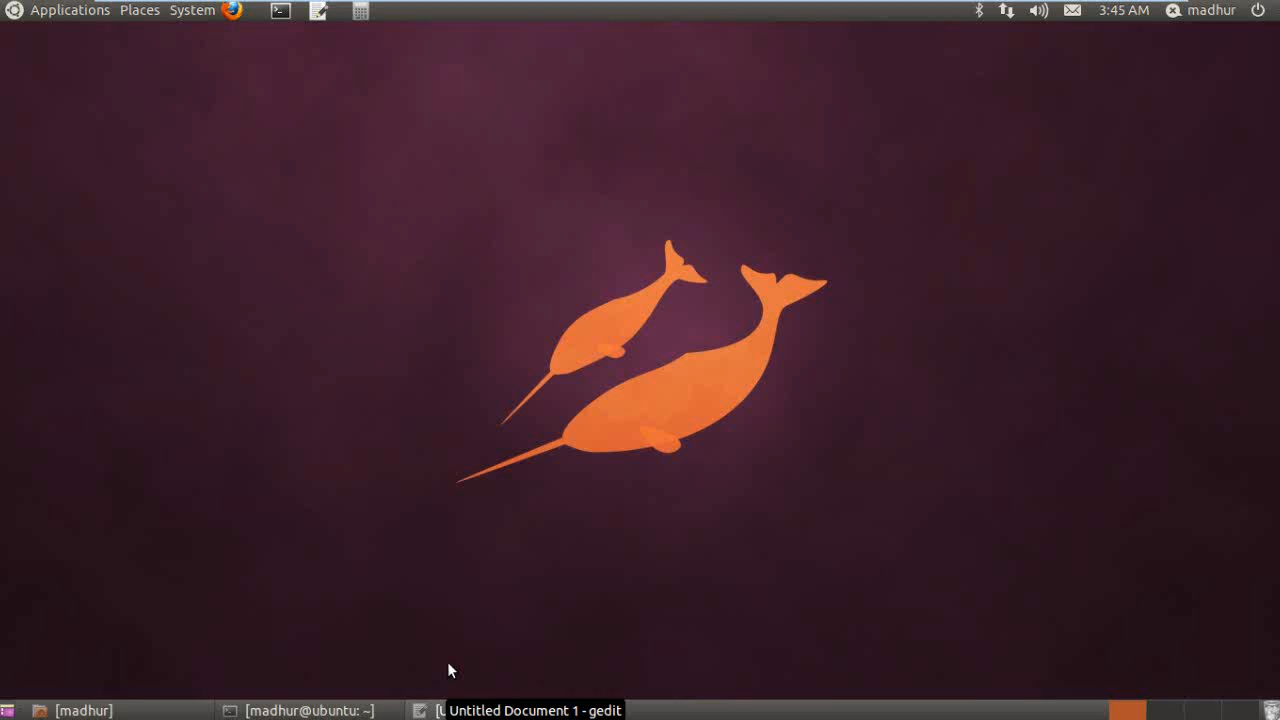 Applications Places System
3:45 AM madhur
[madhur] [madhur@ubuntu: ~] [U Untitled Document 1 - gedit